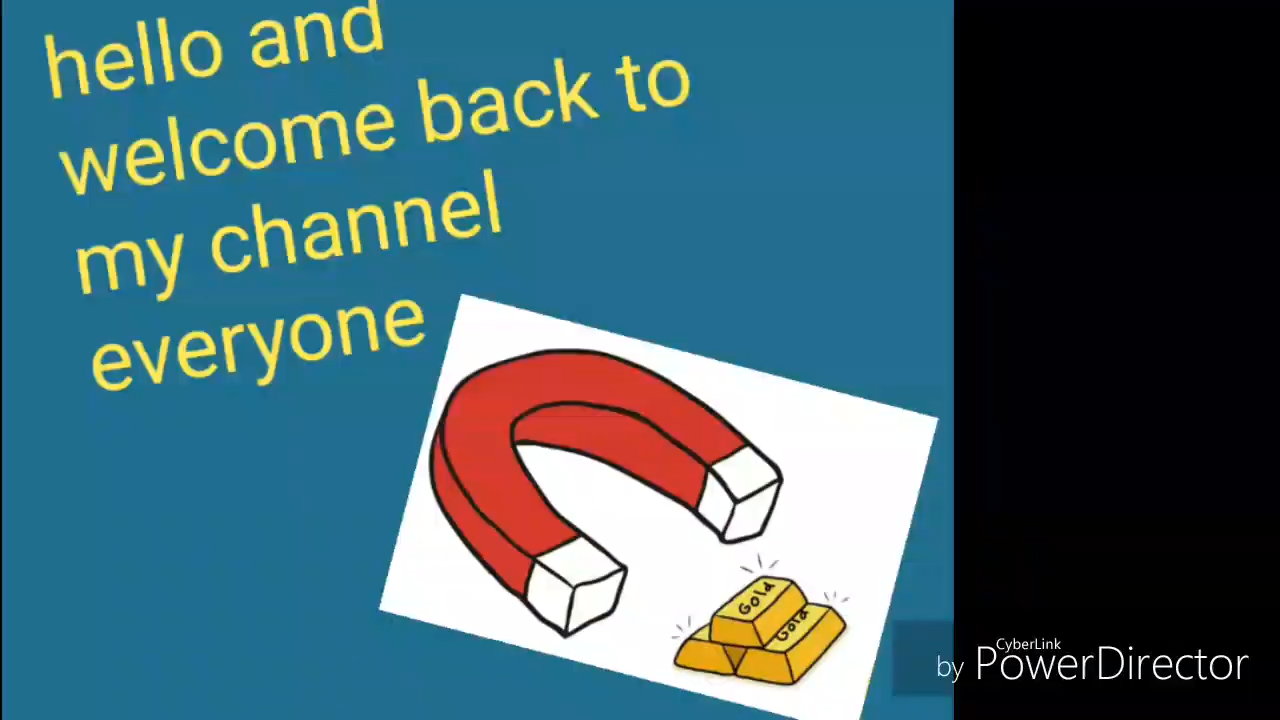 hello and
welcome back to
my channel
everyone
Gold
Gold
CyberLink
by PowerDirector